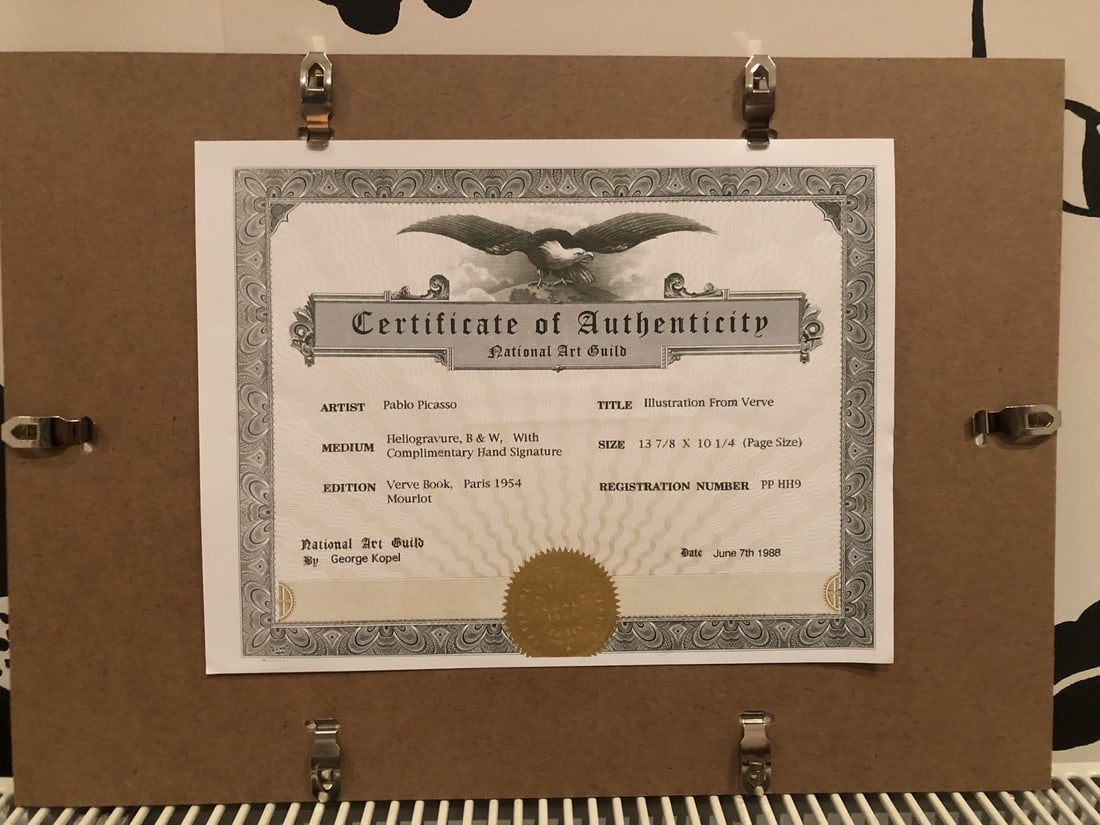 Certificate of Authenticity
National Art Guild
ARTIST Pablo Picasso
TITLE Illustration From Verve
MEDIUM Heliogravure, B & W, With
Complimentary Hand Signature
SIZE 13 7/8 X 10 1/4 (Page Size)
EDITION Verve Book, Paris 1954
Mourlot
REGISTRATION NUMBER PP HH9
National Art Guild
By George Kopel
Date June 7th 1988